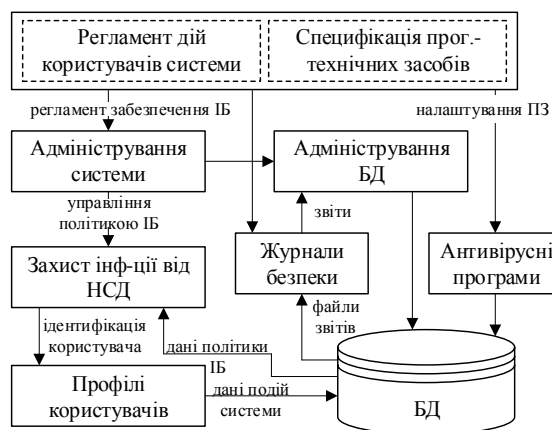 Регламент дій
користувачів системи
Специфікація прог.-
технічних засобів
регламент забезпечення ІБ
налаштування ПЗ
Адміністрування
системи
Адміністрування
БД
управління
політикою ІБ
звіти
Захист інф-ції від
НСД
Журнали
безпеки
Антивірусні
програми
ідентифікація
користувача
файли
звітів
дані політики
ІБ
Профілі
користувачів
дані подій
системи
БД